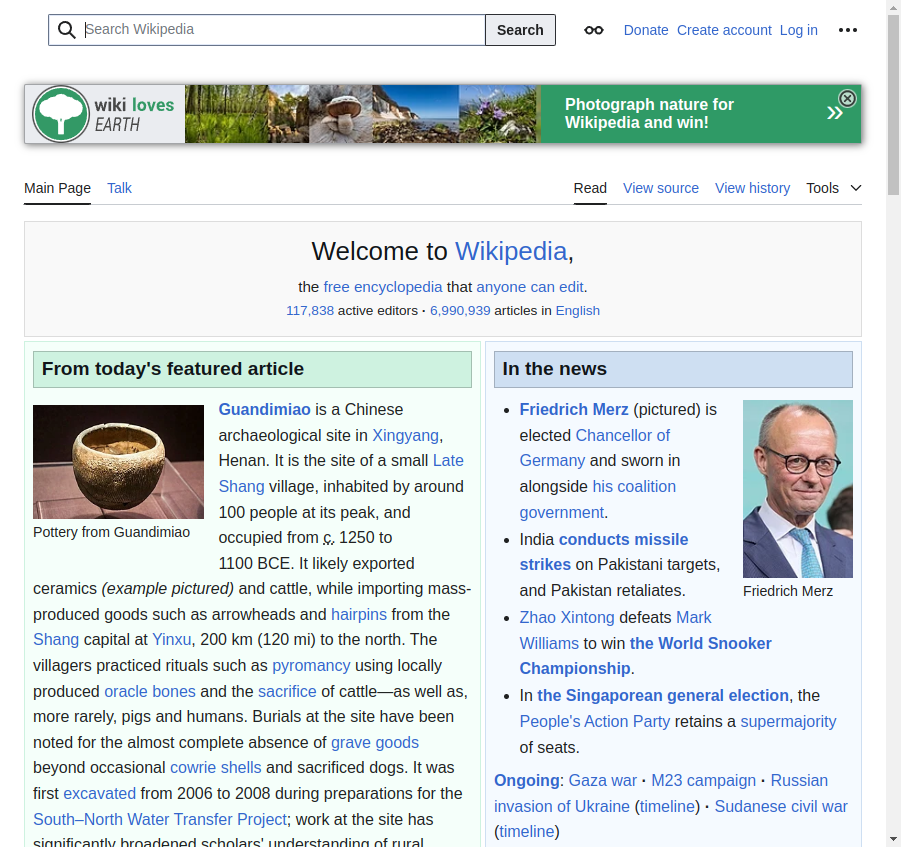 Search Wikipedia
Search
Donate
Create account
Log in
wiki loves
EARTH
Photograph nature for
Wikipedia and win!
Main Page
Talk
Read
View source
View history
Tools
Welcome to Wikipedia,
the free encyclopedia that anyone can edit.
117,838 active editors · 6,990,939 articles in English
From today's featured article
Pottery from Guandimiao
Guandimiao is a Chinese
archaeological site in Xingyang,
Henan. It is the site of a small Late
Shang village, inhabited by around
100 people at its peak, and
occupied from c. 1250 to
1100 BCE. It likely exported
ceramics (example pictured) and cattle, while importing mass-
produced goods such as arrowheads and hairpins from the
Shang capital at Yinxu, 200 km (120 mi) to the north. The
villagers practiced rituals such as pyromancy using locally
produced oracle bones and the sacrifice of cattle—as well as,
more rarely, pigs and humans. Burials at the site have been
noted for the almost complete absence of grave goods
beyond occasional cowrie shells and sacrificed dogs. It was
first excavated from 2006 to 2008 during preparations for the
South–North Water Transfer Project; work at the site has
significantly broadened scholars' understanding of rural
In the news
Friedrich Merz (pictured) is
elected Chancellor of
Germany and sworn in
alongside his coalition
government.
India conducts missile
strikes on Pakistani targets,
and Pakistan retaliates.
Friedrich Merz
Zhao Xintong defeats Mark
Williams to win the World Snooker
Championship.
In the Singaporean general election, the
People's Action Party retains a supermajority
of seats.
Ongoing: Gaza war · M23 campaign · Russian
invasion of Ukraine (timeline) · Sudanese civil war
(timeline)